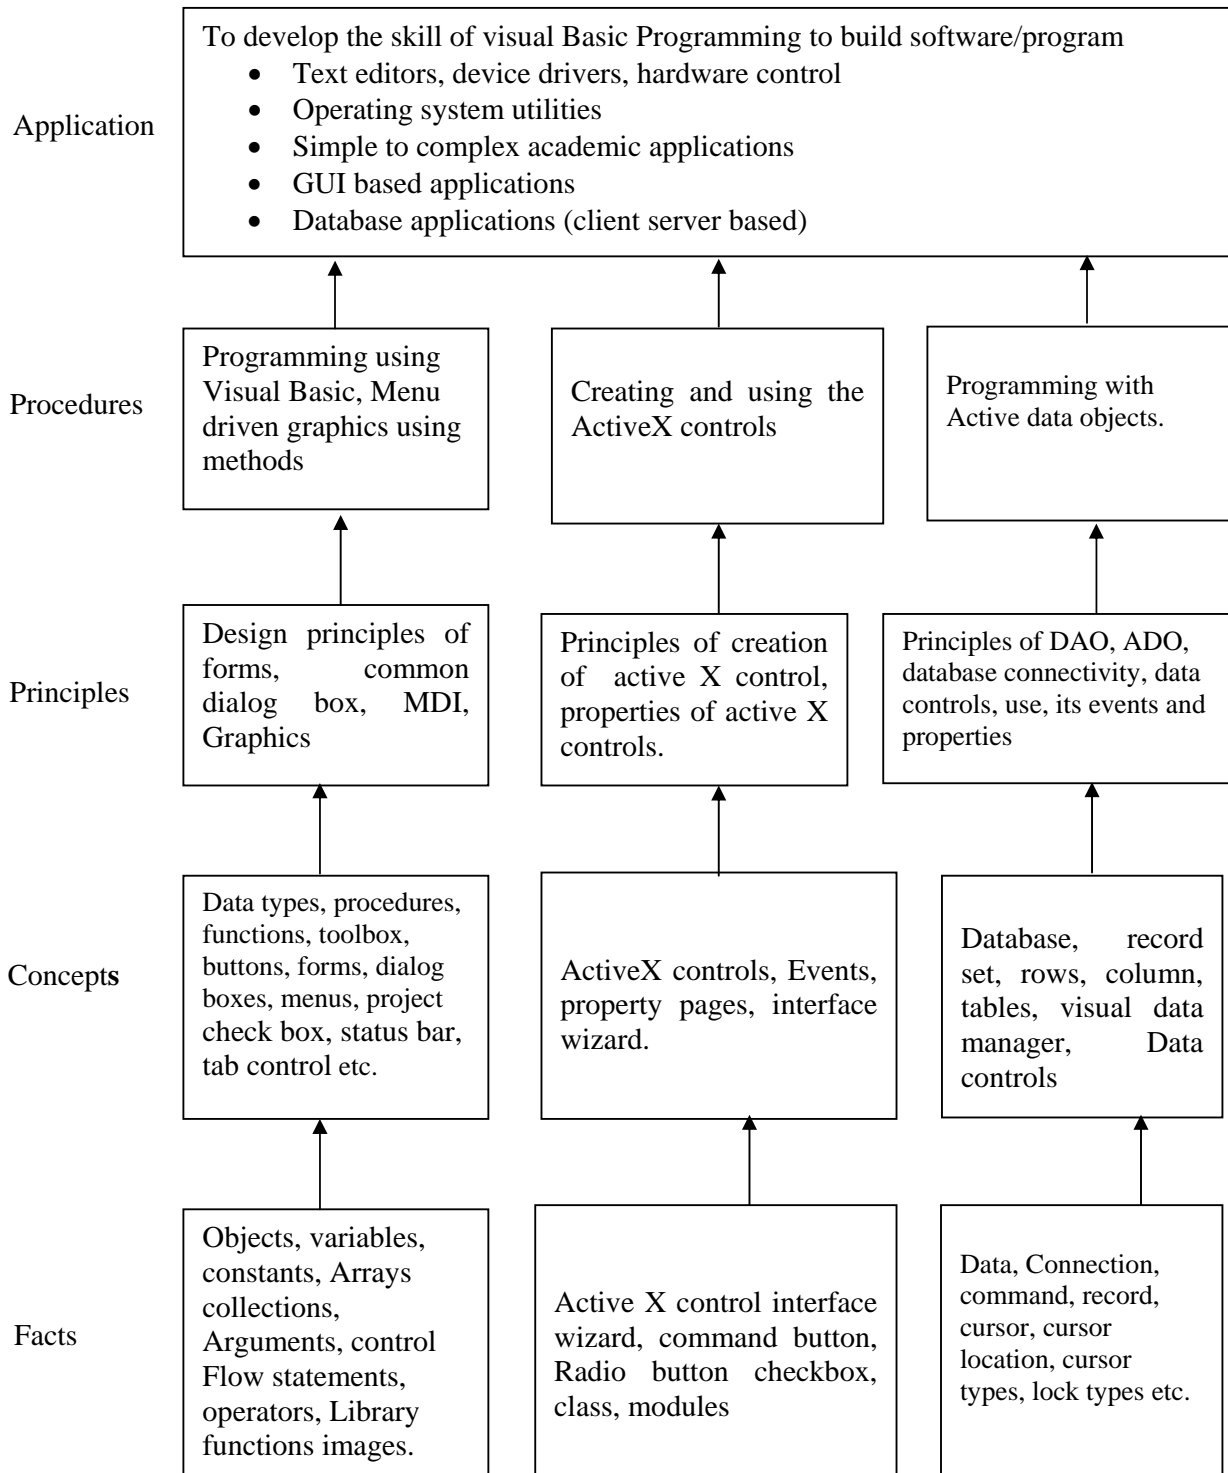 To develop the skill of visual Basic Programming to build software/program
• Text editors, device drivers, hardware control
• Operating system utilities
• Simple to complex academic applications
• GUI based applications
• Database applications (client server based)
Application
Procedures
Programming using
Visual Basic, Menu
driven graphics using
methods
Creating and using the
ActiveX controls
Programming with
Active data objects.
Principles
Design principles of
forms, common
dialog box, MDI,
Graphics
Principles of creation
of active X control,
properties of active X
controls.
Principles of DAO, ADO,
database connectivity, data
controls, use, its events and
properties
Concepts
Data types, procedures,
functions, toolbox,
buttons, forms, dialog
boxes, menus, project
check box, status bar,
tab control etc.
ActiveX controls, Events,
property pages, interface
wizard.
Database, record
set, rows, column,
tables, visual data
manager, Data
controls
Facts
Objects, variables,
constants, Arrays
collections,
Arguments, control
Flow statements,
operators, Library
functions images.
Active X control interface
wizard, command button,
Radio button checkbox,
class, modules
Data, Connection,
command, record,
cursor, cursor
location, cursor
types, lock types etc.